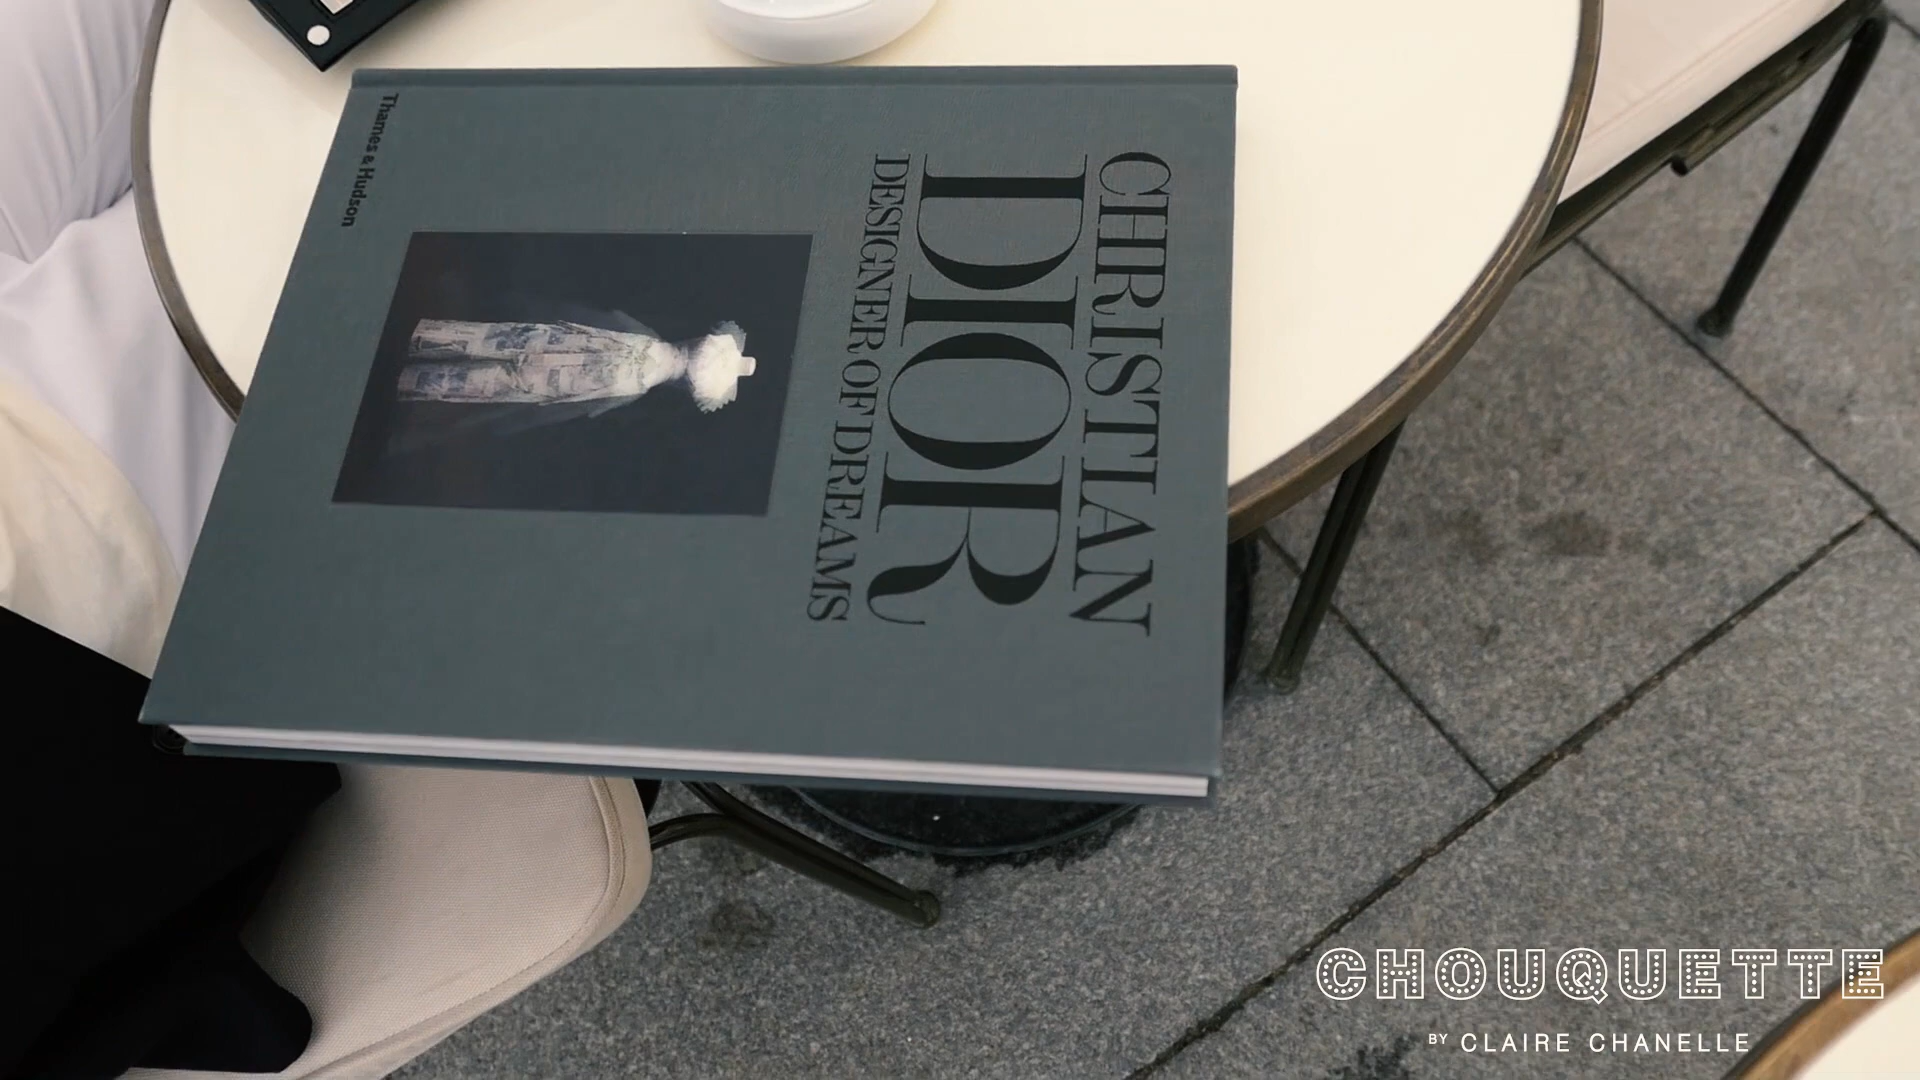 CHRISTIAN
DIOR
DESIGNER OF DREAMS
Thames & Hudson
CHOUQUETTE
BY CLAIRE CHANELLE